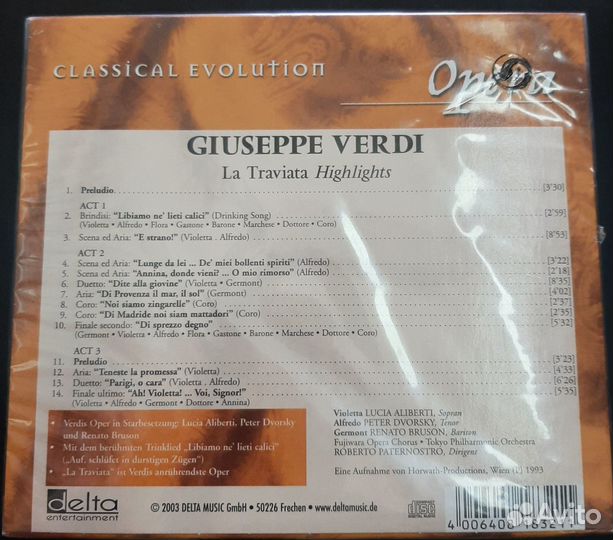 CLASSICAL EVOLUTION
Opera
GIUSEPPE VERDI
La Traviata Highlights
1. Preludio [3'30]
ACT 1
2. Brindisi: "Libiamo ne' lieti calici" (Drinking Song) [2'59]
(Violetta • Alfredo • Flora • Gastone • Barone • Marchese • Dottore • Coro)
3. Scena ed Aria: "E strano!" (Violetta . Alfredo) [8'53]
ACT 2
4. Scena ed Aria: "Lunge da lei ... De' miei bollenti spiriti" (Alfredo) [3'22]
5. Scena ed Aria: "Annina, donde vieni? ... O mio rimorso" (Alfredo) [2'18]
6. Duetto: "Dite alla giovine" (Violetta • Germont) [8'35]
7. Aria: "Di Provenza il mar, il sol" (Germont) [4'02]
8. Coro: "Noi siamo zingarelle" (Coro) [2'37]
9. Coro: "Di Madride noi siam mattadori" (Coro) [2'35]
10. Finale secondo: "Di sprezzo degno" [5'32]
(Germont • Violetta • Alfredo • Flora • Gastone • Barone • Marchese • Dottore • Coro)
ACT 3
11. Preludio [3'23]
12. Aria: "Teneste la promessa" (Violetta) [4'33]
13. Duetto: "Parigi, o cara" (Violetta . Alfredo) [6'26]
14. Finale ultimo: "Ah! Violetta! ... Voi, Signor!" [5'35]
(Violetta • Alfredo • Germont • Dottore • Annina)
• Verdis Oper in Starbesetzung: Lucia Aliberti, Peter Dvorsky
und Renato Bruson
• Mit dem berühmten Trinklied „Libiamo ne' lieti calici"
(„Auf, schlüfet in durstigen Zügen")
• „La Traviata" ist Verdis anrührendste Oper
Violetta LUCIA ALIBERTI, Sopran
Alfredo PETER DVORSKY, Tenor
Germont RENATO BRUSON, Bariton
Fujiwara Opera Chorus • Tokyo Philharmonic Orchestra
ROBERTO PATERNOSTRO, Dirigent
Eine Aufnahme von Horwath-Productions, Wien (P) 1993
delta
entertainment
© 2003 DELTA MUSIC GmbH • 50226 Frechen • www.deltamusic.de
COMPACT
disc
DIGITAL AUDIO
Avito